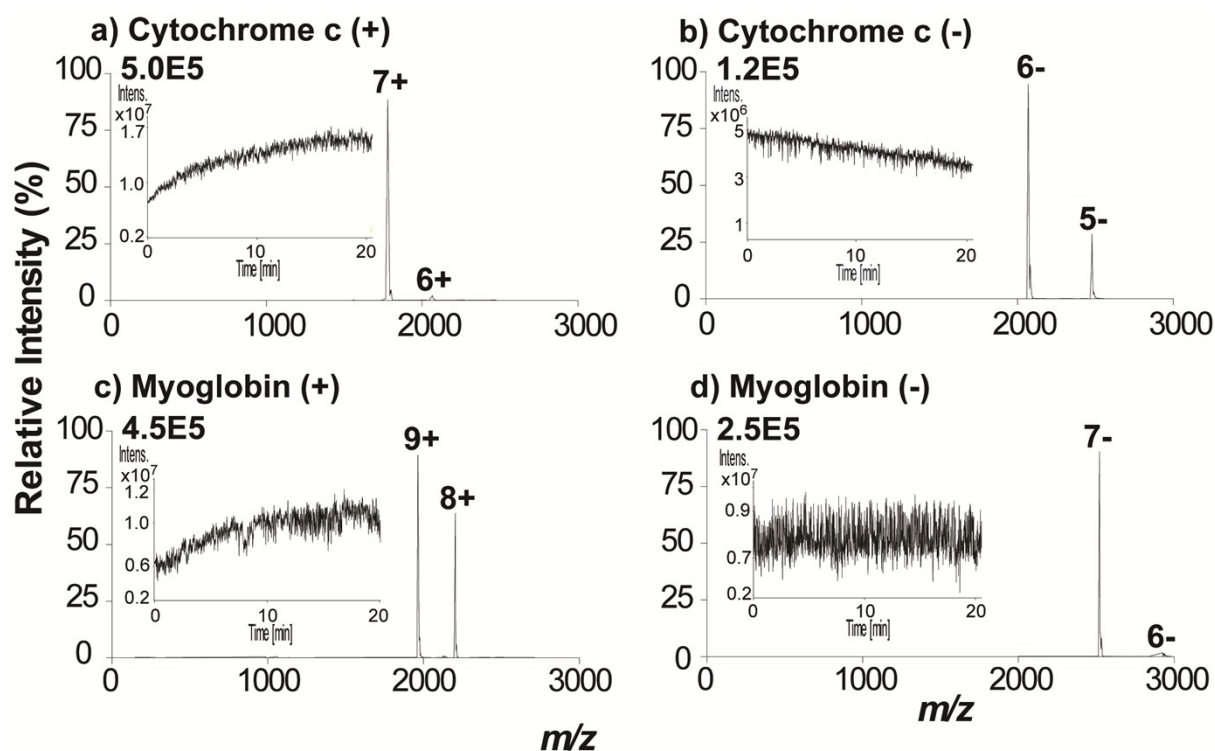 a) Cytochrome c (+)
5.0E5
Intens.
x10^7
1.7
1.0
0.2
0 10 20
Time [min]
7+
6+
100
75
50
25
0
0 1000 2000 3000
b) Cytochrome c (-)
1.2E5
Intens.
x10^6
5
3
1
0 10 20
Time [min]
6-
5-
100
75
50
25
0
0 1000 2000 3000
Relative Intensity (%)
c) Myoglobin (+)
4.5E5
Intens.
x10^7
1.2
1.0
0.6
0.2
0 10 20
Time [min]
9+
8+
100
75
50
25
0
0 1000 2000 3000
m/z
d) Myoglobin (-)
2.5E5
Intens.
x10^7
0.9
0.7
0.2
0 10 20
Time [min]
7-
6-
100
75
50
25
0
0 1000 2000 3000
m/z